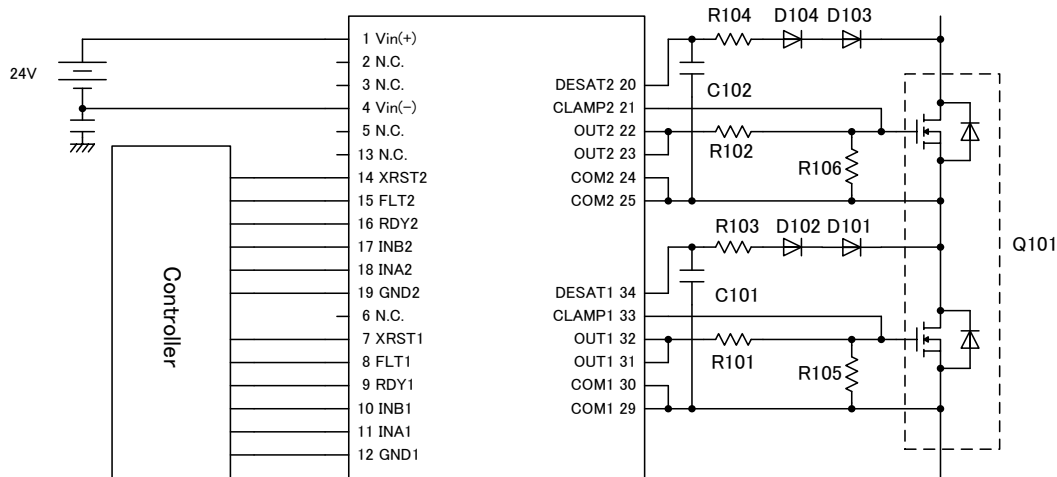 24V
1 Vin(+)
2 N.C.
3 N.C.
4 Vin(-)
5 N.C.
13 N.C.
14 XRST2
15 FLT2
16 RDY2
17 INB2
18 INA2
19 GND2
6 N.C.
7 XRST1
8 FLT1
9 RDY1
10 INB1
11 INA1
12 GND1
Controller
DESAT2 20
CLAMP2 21
OUT2 22
OUT2 23
COM2 24
COM2 25
DESAT1 34
CLAMP1 33
OUT1 32
OUT1 31
COM1 30
COM1 29
R104 D104 D103
C102
R102
R106
R103 D102 D101
C101
R101
R105
Q101